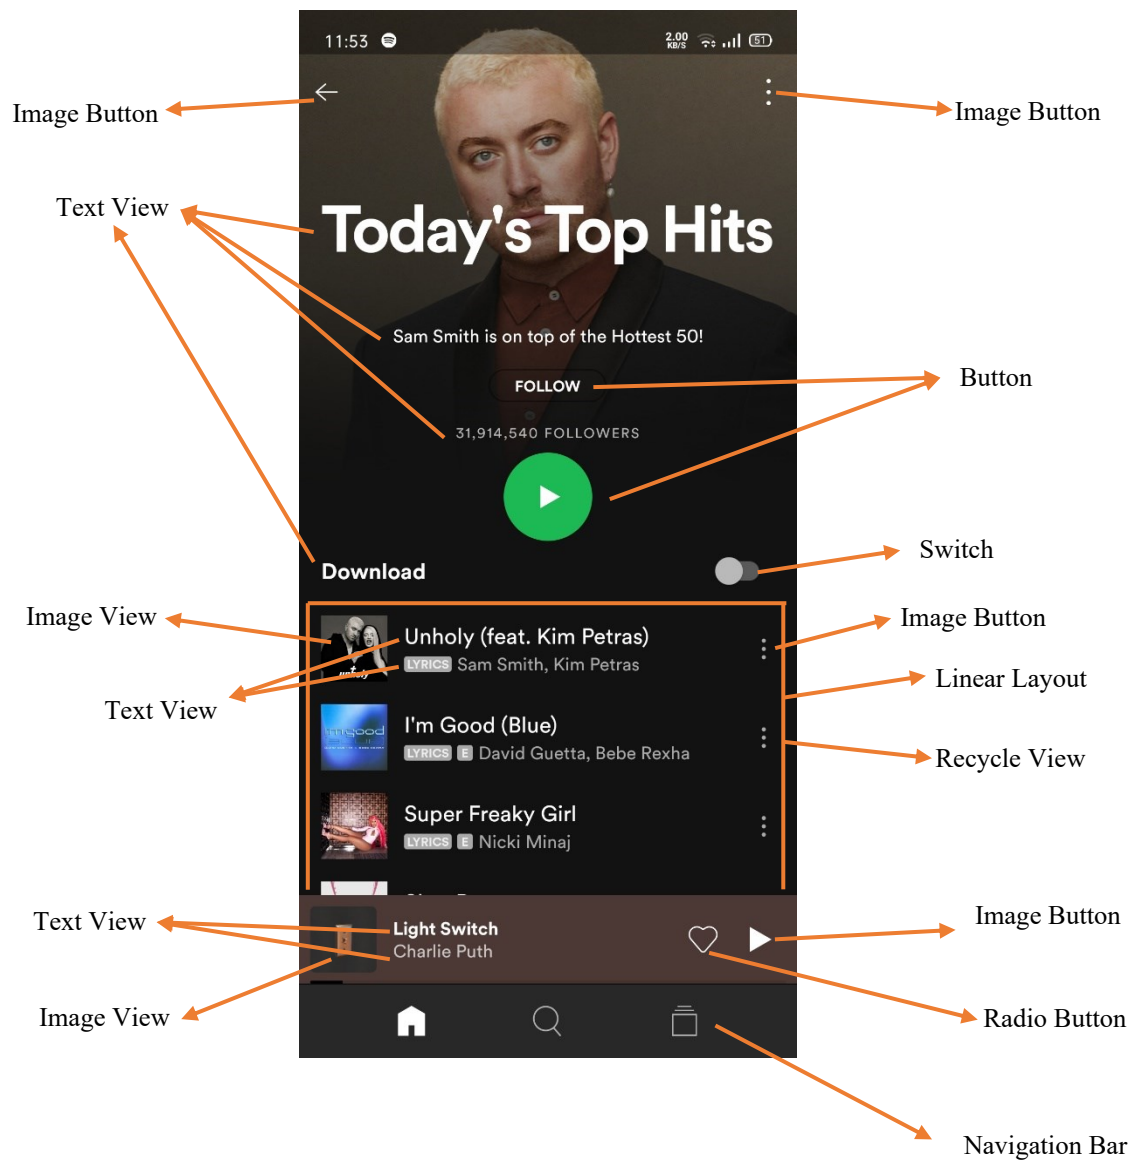 11:53
2.00
KB/S
51
Image Button
Image Button
Text View
Today's Top Hits
Sam Smith is on top of the Hottest 50!
FOLLOW
Button
31,914,540 FOLLOWERS
Switch
Download
Image View
Unholy (feat. Kim Petras)
Image Button
LYRICS Sam Smith, Kim Petras
unholy
Linear Layout
Text View
I'm Good (Blue)
LYRICS E David Guetta, Bebe Rexha
Recycle View
Super Freaky Girl
LYRICS E Nicki Minaj
Text View
Light Switch
Image Button
Charlie Puth
Image View
Radio Button
Navigation Bar